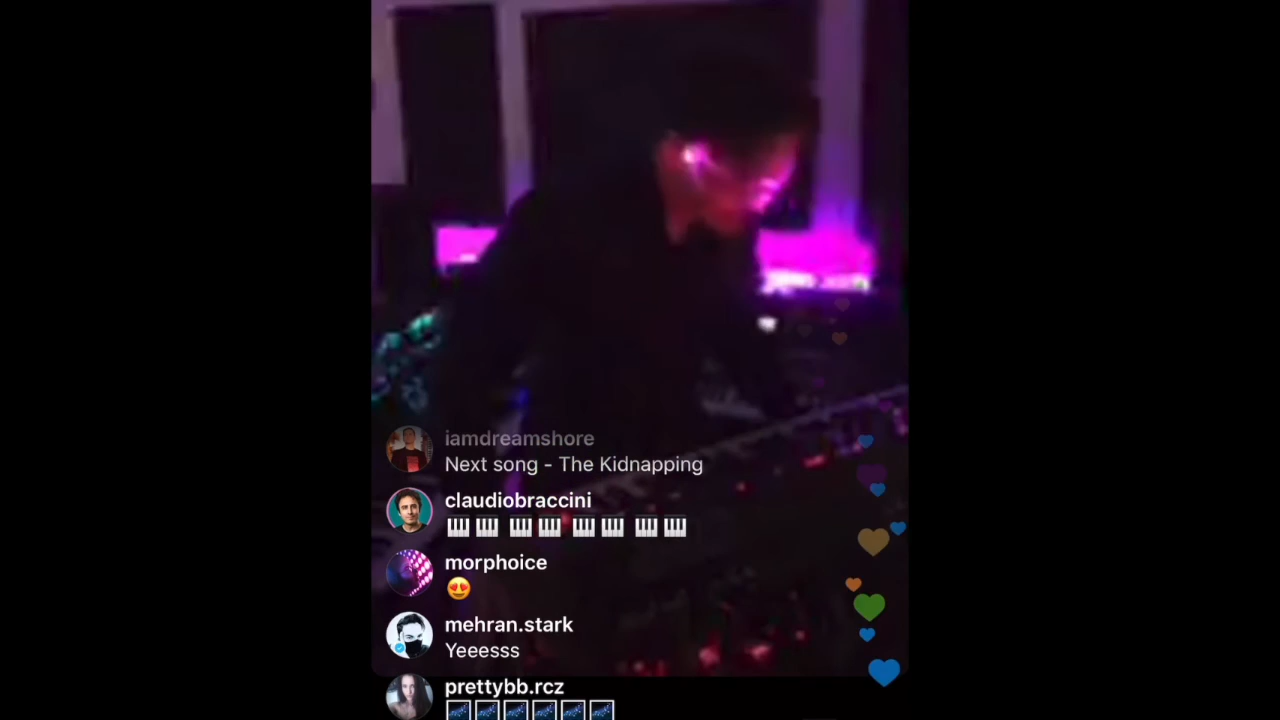 iamdreamshore
Next song - The Kidnapping
claudiobraccini
🎹🎹 🎹🎹 🎹🎹 🎹🎹
morphoice
😍
mehran.stark
Yeeesss
prettybb.rcz
🌌🌌🌌🌌🌌🌌